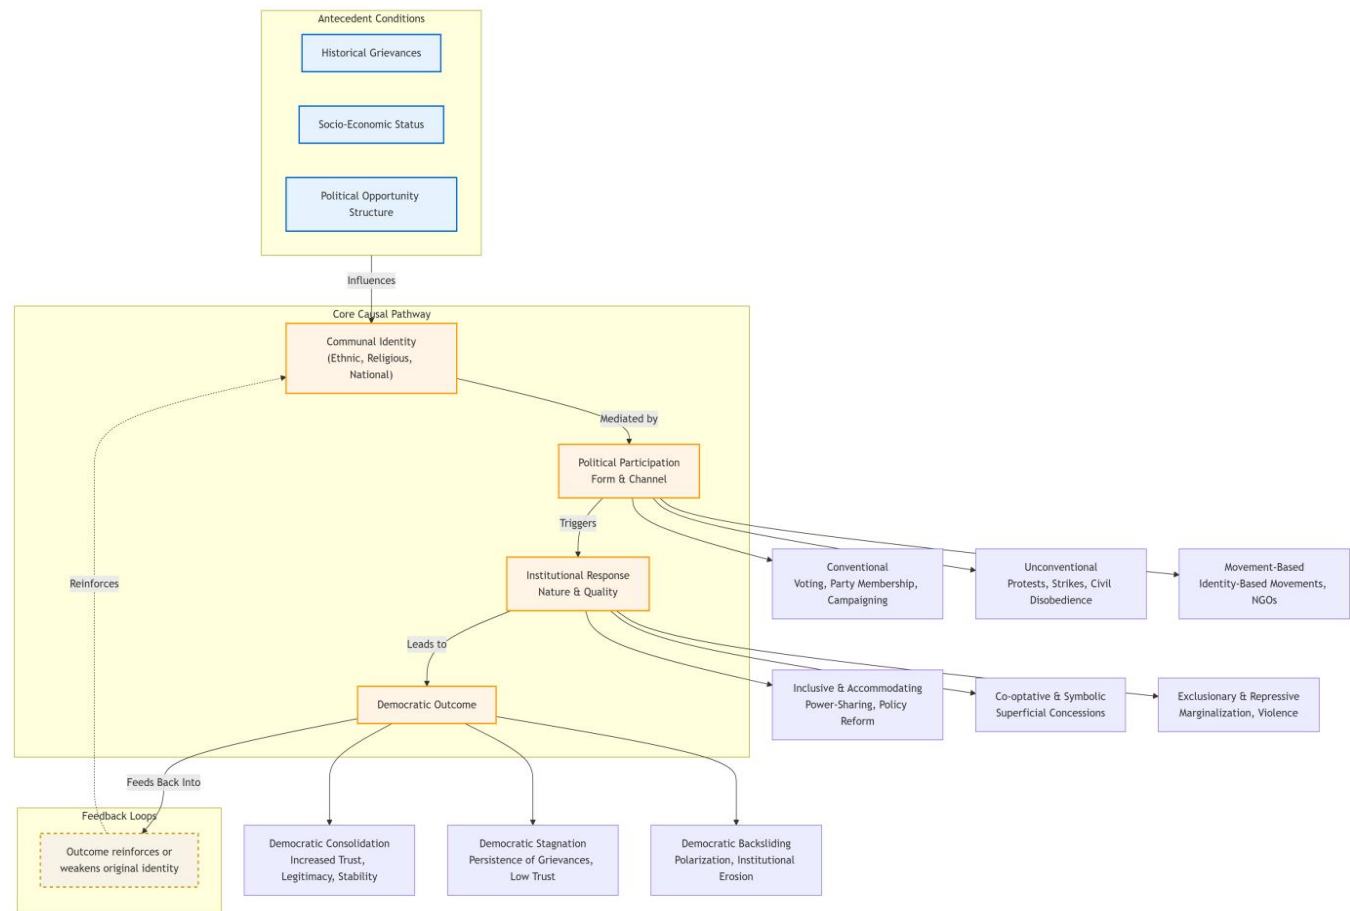 Antecedent Conditions
Historical Grievances
Socio-Economic Status
Political Opportunity
Structure
Influences
Core Causal Pathway
Communal Identity
(Ethnic, Religious,
National)
Mediated by
Political Participation
Form & Channel
Triggers
Conventional
Voting, Party Membership,
Campaigning
Unconventional
Protests, Strikes, Civil
Disobedience
Movement-Based
Identity-Based Movements,
NGOs
Institutional Response
Nature & Quality
Reinforces
Leads to
Inclusive & Accommodating
Power-Sharing, Policy
Reform
Co-optative & Symbolic
Superficial Concessions
Exclusionary & Repressive
Marginalization, Violence
Democratic Outcome
Feeds Back Into
Feedback Loops
Outcome reinforces or
weakens original identity
Democratic Consolidation
Increased Trust,
Legitimacy, Stability
Democratic Stagnation
Persistence of Grievances,
Low Trust
Democratic Backsliding
Polarization, Institutional
Erosion